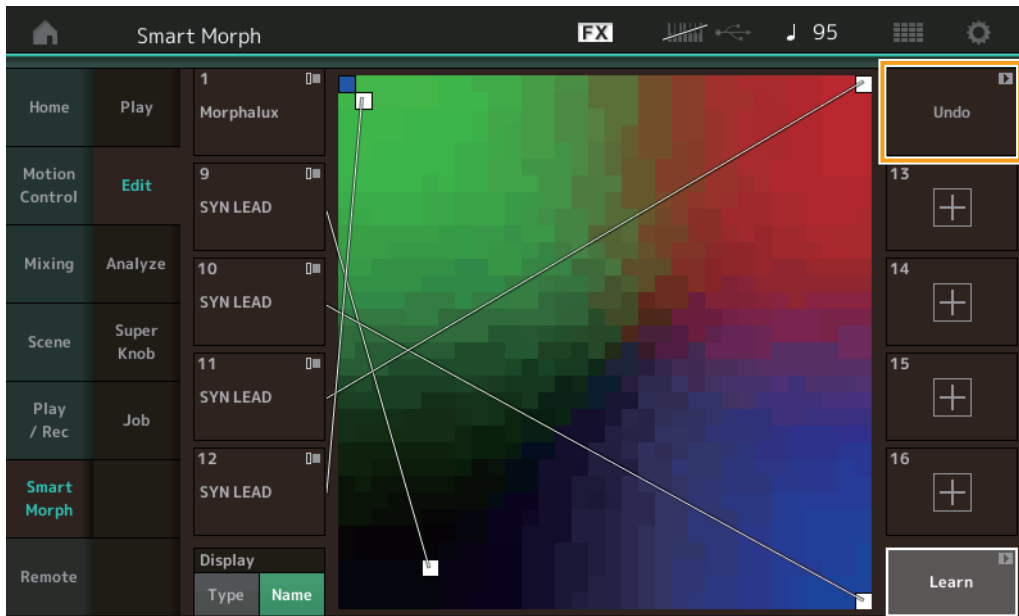 Smart Morph
FX
95
Home
Play
Motion
Control
Edit
Mixing
Analyze
Scene
Super
Knob
Play
/ Rec
Job
Smart
Morph
Remote
1
Morphalux
9
SYN LEAD
10
SYN LEAD
11
SYN LEAD
12
SYN LEAD
Display
Type
Name
Undo
13
14
15
16
Learn